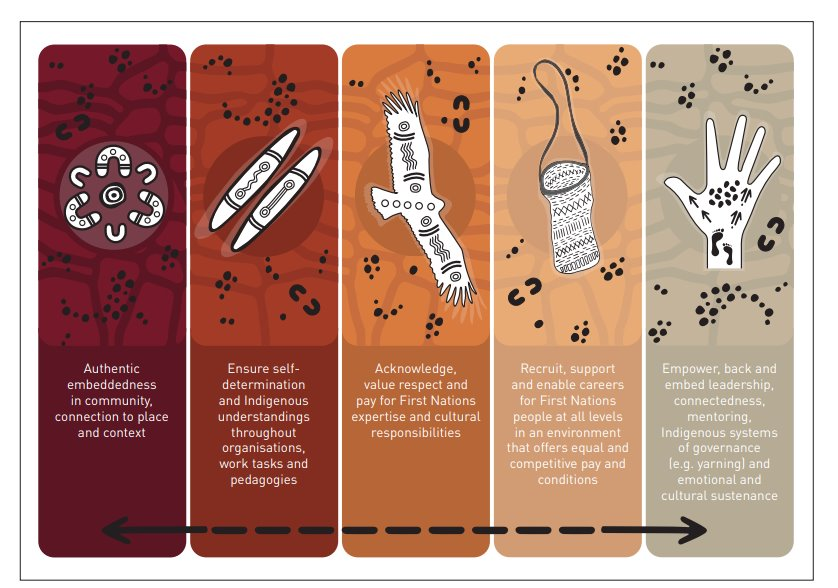 Authentic
embeddedness
in community,
connection to place
and context
Ensure self-
determination
and Indigenous
understandings
throughout
organisations,
work tasks and
pedagogies
Acknowledge,
value respect and
pay for First Nations
expertise and cultural
responsibilities
Recruit, support
and enable careers
for First Nations
people at all levels
in an environment
that offers equal and
competitive pay and
conditions
Empower, back and
embed leadership,
connectedness,
mentoring,
Indigenous systems
of governance
(e.g. yarning) and
emotional and
cultural sustenance